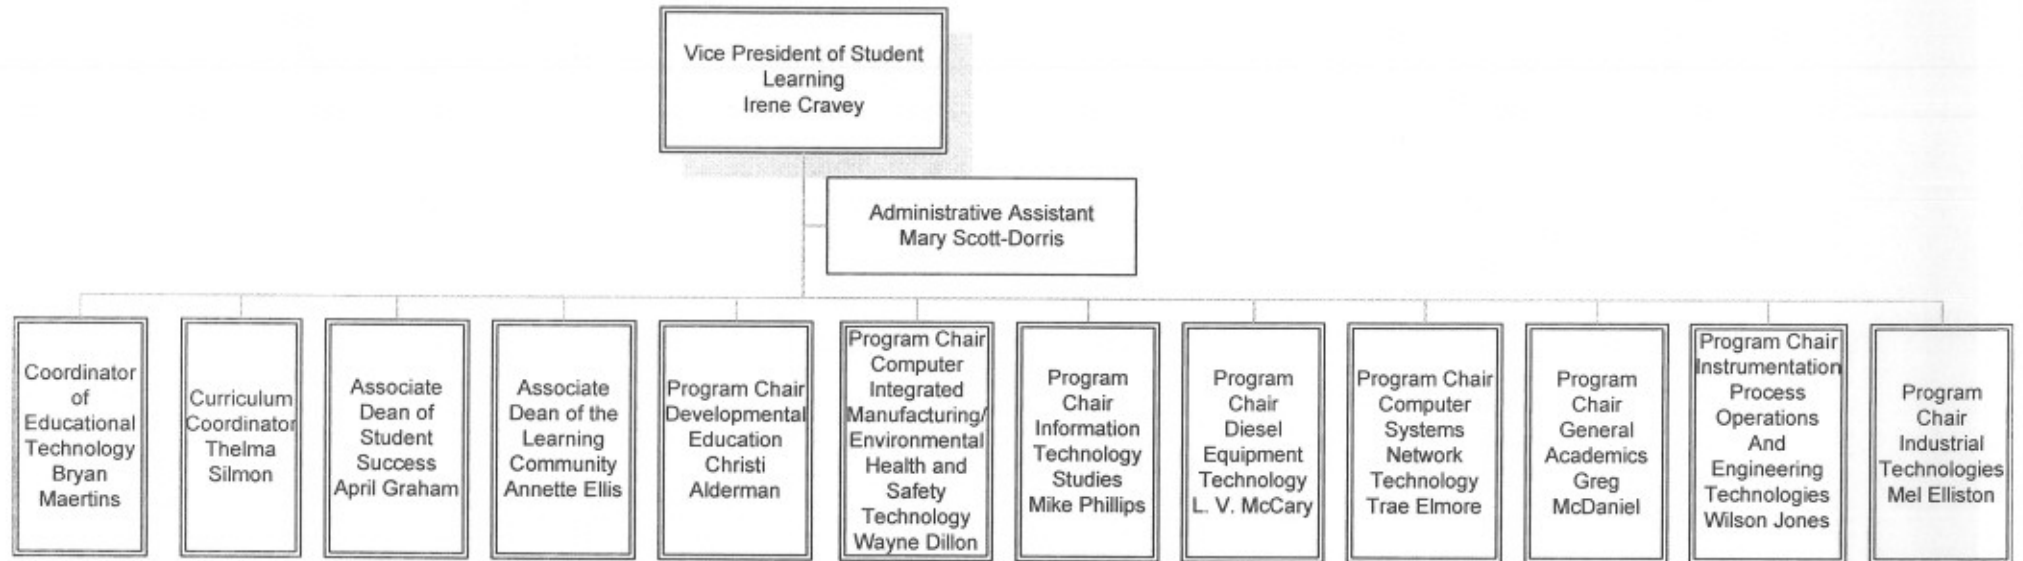 Vice President of Student
Learning
Irene Cravey
Administrative Assistant
Mary Scott-Dorris
Coordinator
of
Educational
Technology
Bryan
Maertins
Curriculum
Coordinator
Thelma
Silmon
Associate
Dean of
Student
Success
April Graham
Associate
Dean of the
Learning
Community
Annette Ellis
Program Chair
Developmental
Education
Christi
Alderman
Program Chair
Computer
Integrated
Manufacturing/
Environmental
Health and
Safety
Technology
Wayne Dillon
Program
Chair
Information
Technology
Studies
Mike Phillips
Program
Chair
Diesel
Equipment
Technology
L. V. McCary
Program Chair
Computer
Systems
Network
Technology
Trae Elmore
Program
Chair
General
Academics
Greg
McDaniel
Program Chair
Instrumentation
Process
Operations
And
Engineering
Technologies
Wilson Jones
Program
Chair
Industrial
Technologies
Mel Elliston